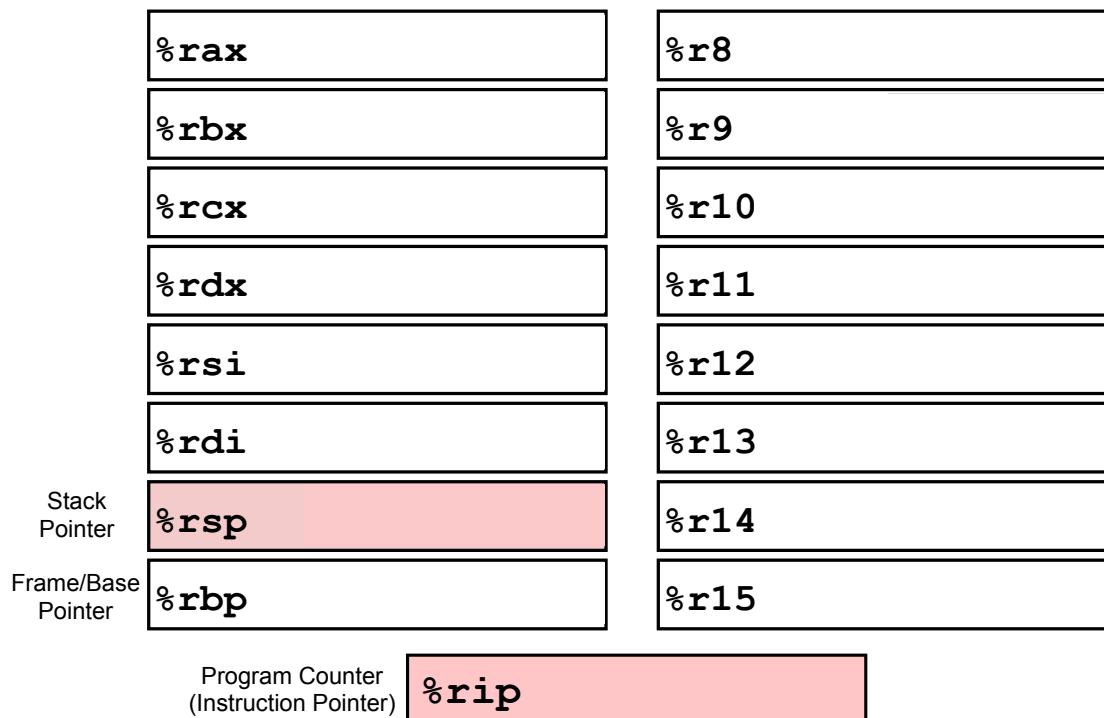 %rax
%r8
%rbx
%r9
%rcx
%r10
%rdx
%r11
%rsi
%r12
%rdi
%r13
Stack
Pointer
%rsp
%r14
Frame/Base
Pointer
%rbp
%r15
Program Counter
(Instruction Pointer)
%rip